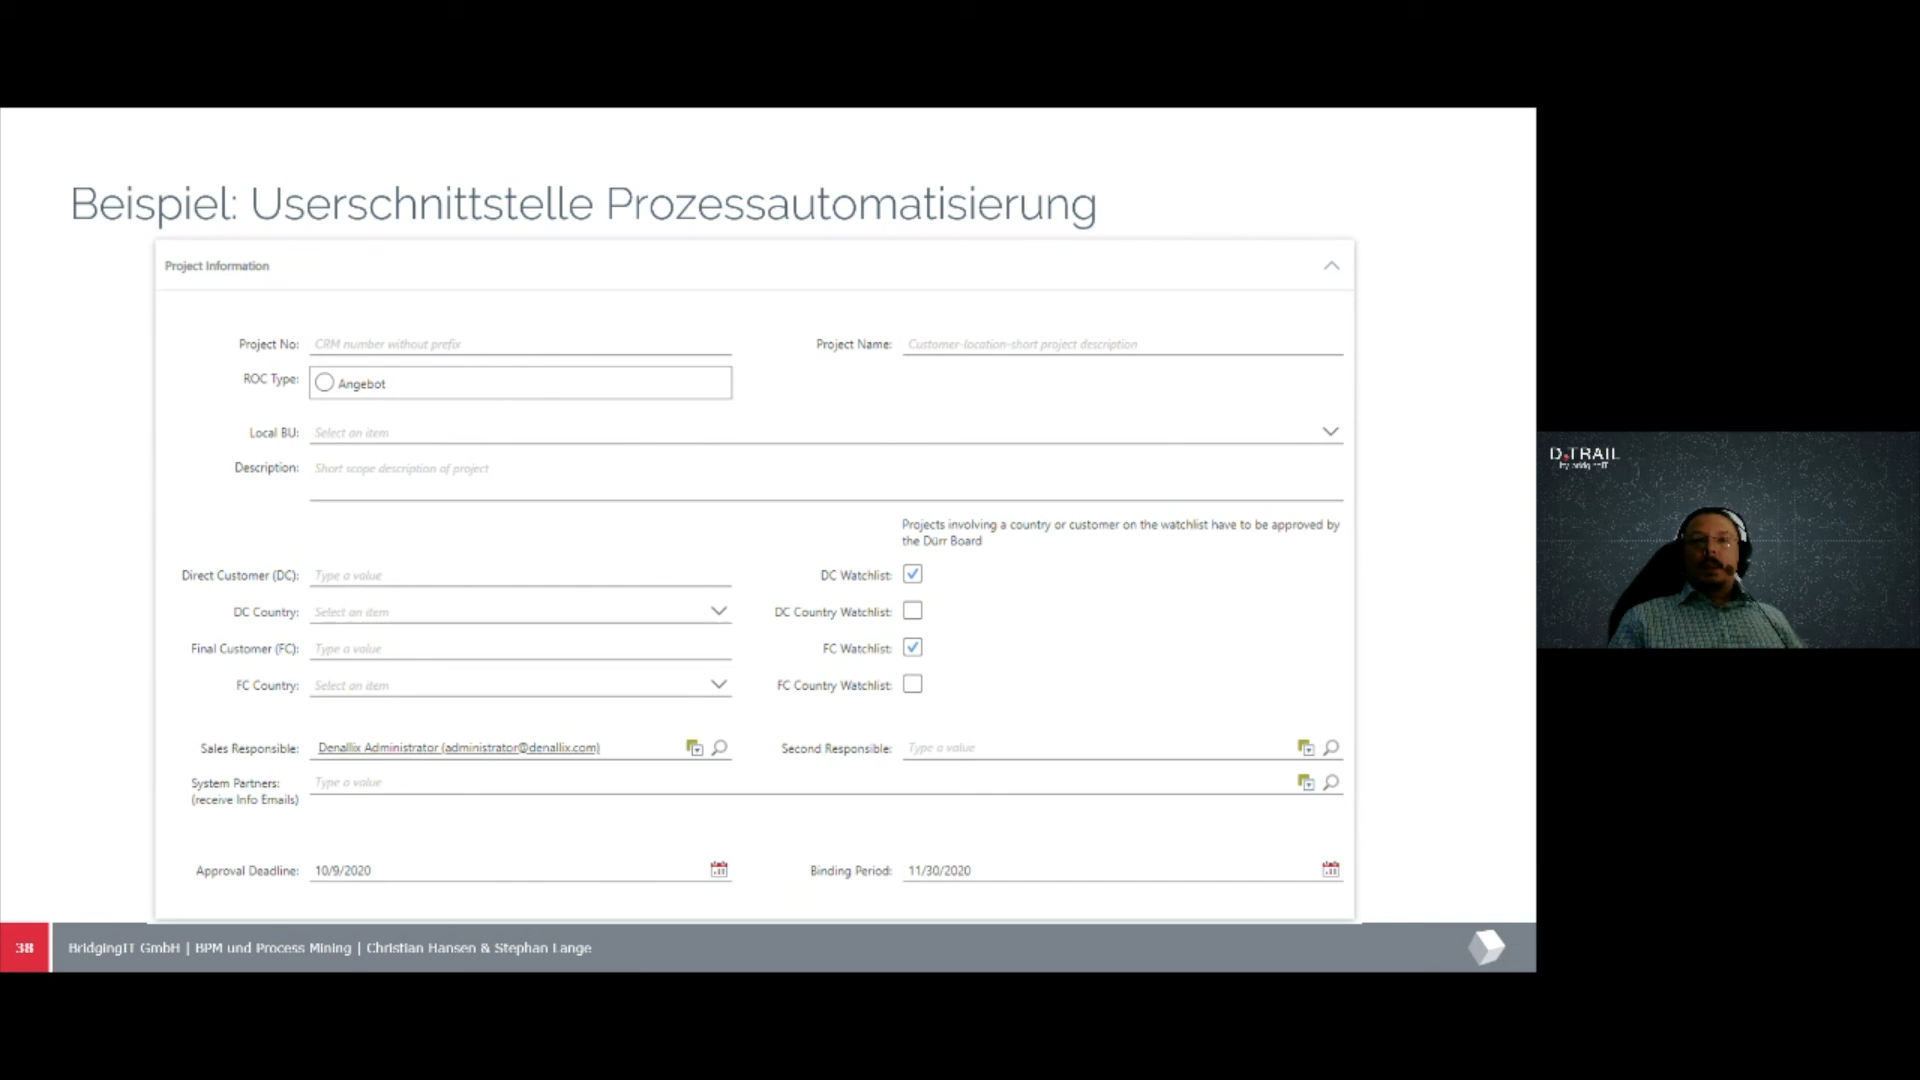 Beispiel: Userschnittstelle Prozessautomatisierung
Project Information
Project No: CRM number without prefix
Project Name: Customer-location-short project description
ROC Type: Angebot
Local BU: Select an item
Description: Short scope description of project
Projects involving a country or customer on the watchlist have to be approved by
the Dürr Board
Direct Customer (DC): Type a value
DC Watchlist:
DC Country: Select an item
DC Country Watchlist:
Final Customer (FC): Type a value
FC Watchlist:
FC Country: Select an item
FC Country Watchlist:
Sales Responsible: Denallix Administrator (administrator@denallix.com)
Second Responsible: Type a value
System Partners: Type a value
(receive Info Emails)
Approval Deadline: 10/9/2020
Binding Period: 11/30/2020
38 BridgingIT GmbH | BPM und Process Mining | Christian Hansen & Stephan Lange
D.TRAIL
by bridgingIT